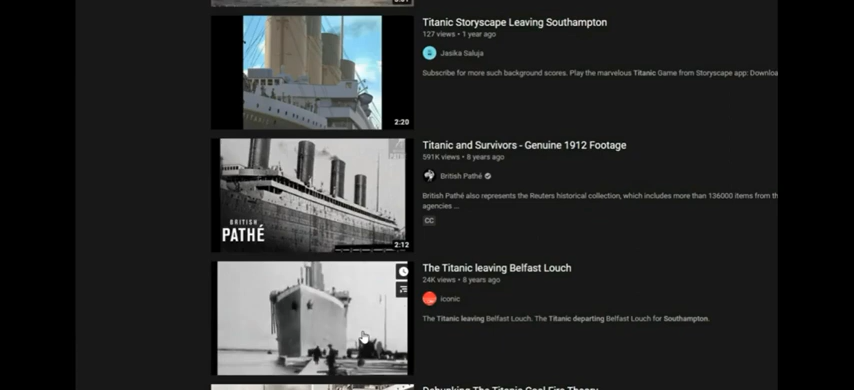 Titanic Storyscape Leaving Southampton
127 views • 1 year ago
Jasika Saluja
Subscribe for more such background scores. Play the marvelous Titanic Game from Storyscape app: Downloa
2:20
Titanic and Survivors - Genuine 1912 Footage
591K views • 8 years ago
British Pathé
British Pathé also represents the Reuters historical collection, which includes more than 136000 items from th
agencies ...
CC
BRITISH
PATHÉ
2:12
The Titanic leaving Belfast Louch
24K views • 8 years ago
iconic
The Titanic leaving Belfast Louch. The Titanic departing Belfast Louch for Southampton.